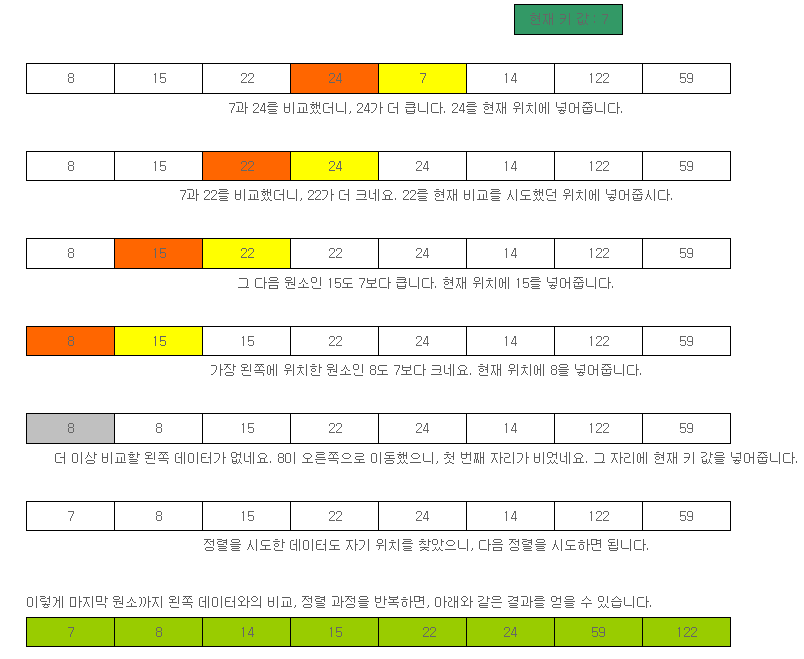 현재 키 값 : 7
8 15 22 24 7 14 122 59
7과 24를 비교했더니, 24가 더 큽니다. 24를 현재 위치에 넣어줍니다.
8 15 22 24 24 14 122 59
7과 22를 비교했더니, 22가 더 크네요. 22를 현재 비교를 시도했던 위치에 넣어줍시다.
8 15 22 22 24 14 122 59
그 다음 원소인 15도 7보다 큽니다. 현재 위치에 15를 넣어줍니다.
8 15 15 22 24 14 122 59
가장 왼쪽에 위치한 원소인 8도 7보다 크네요. 현재 위치에 8을 넣어줍니다.
8 8 15 22 24 14 122 59
더 이상 비교할 왼쪽 데이터가 없네요. 8이 오른쪽으로 이동했으니, 첫 번째 자리가 비었네요. 그 자리에 현재 키 값을 넣어줍니다.
7 8 15 22 24 14 122 59
정렬을 시도한 데이터도 자기 위치를 찾았으니, 다음 정렬을 시도하면 됩니다.
이렇게 마지막 원소까지 왼쪽 데이터와의 비교, 정렬 과정을 반복하면, 아래와 같은 결과를 얻을 수 있습니다.
7 8 14 15 22 24 59 122